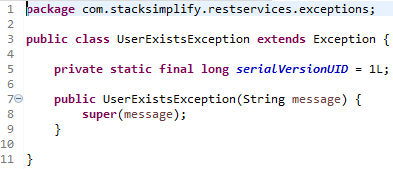 1 package com.stacksimplify.restservices.exceptions;
2
3 public class UserExistsException extends Exception {
4
5     private static final long serialVersionUID = 1L;
6
7     public UserExistsException(String message) {
8         super(message);
9     }
10
11 }